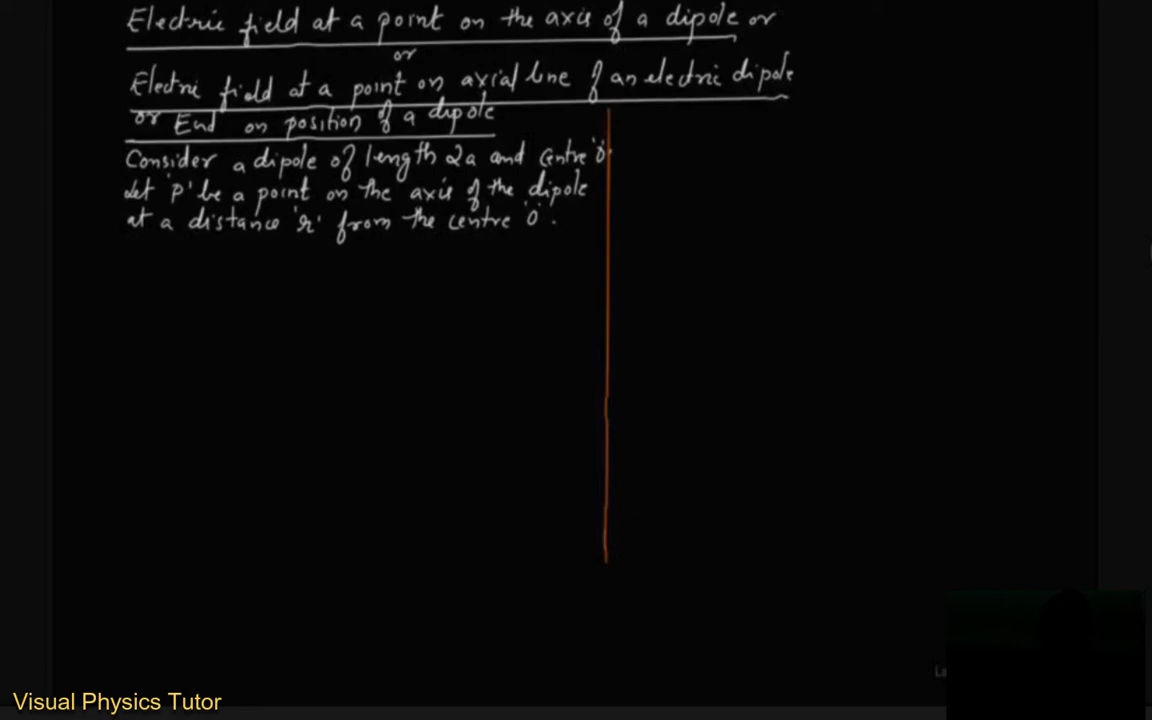 Electric field at a point on the axis of a dipole or
or
Electric field at a point on axial line of an electric dipole
or End on position of a dipole
Consider a dipole of length 2a and centre 'o'.
Let 'P' be a point on the axis of the dipole
at a distance 'r' from the centre 'O'.
Visual Physics Tutor